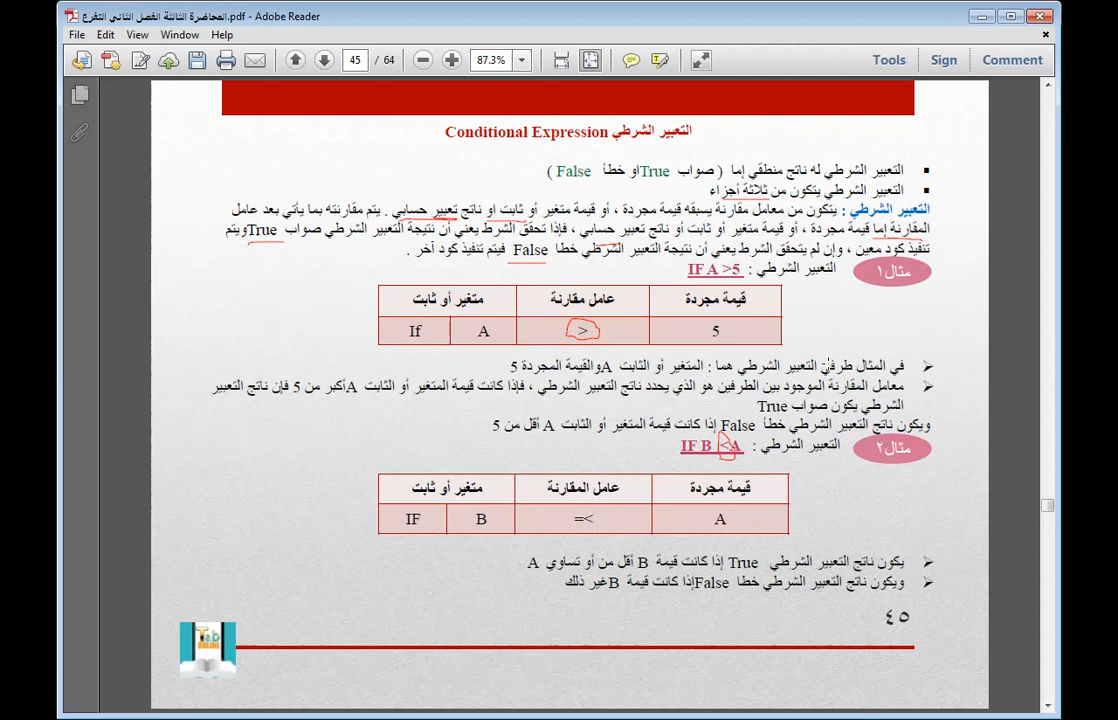 المحاضرة الثالثة الفصل الثاني التفرع.pdf - Adobe Reader
File Edit View Window Help
45 / 64 87.3% Tools Sign Comment
التعبير الشرطي Conditional Expression
التعبير الشرطي له ناتج منطقي إما ( صواب True او خطأ False )
التعبير الشرطي يتكون من ثلاثة أجزاء
التعبير الشرطي : يتكون من معامل مقارنة يسبقه قيمة مجردة ، أو قيمة متغير أو ثابت او ناتج تعبير حسابي . يتم مقارنته بما يأتي بعد عامل
المقارنة إما قيمة مجردة ، أو قيمة متغير أو ثابت أو ناتج تعبير حسابي ، فإذا تحقق الشرط يعني أن نتيجة التعبير الشرطي صواب True ويتم
تنفيذ كود معين ، وإن لم يتحقق الشرط يعني أن نتيجة التعبير الشرطي خطا False فيتم تنفيذ كود آخر .
مثال١ التعبير الشرطي : IF A >5
قيمة مجردة عامل مقارنة متغير أو ثابت
5 > A If
في المثال طرفي التعبير الشرطي هما : المتغير أو الثابت A والقيمة المجردة 5
معامل المقارنة الموجود بين الطرفين هو الذي يحدد ناتج التعبير الشرطي ، فإذا كانت قيمة المتغير أو الثابت A أكبر من 5 فإن ناتج التعبير
الشرطي يكون صواب True
ويكون ناتج التعبير الشرطي خطأ False إذا كانت قيمة المتغير أو الثابت A أقل من 5
مثال٢ التعبير الشرطي : IF B <A
قيمة مجردة عامل المقارنة متغير أو ثابت
A =< B IF
يكون ناتج التعبير الشرطي True إذا كانت قيمة B أقل من أو تساوي A
ويكون ناتج التعبير الشرطي خطا False إذا كانت قيمة B غير ذلك
٤٥
Tab
ONLINE